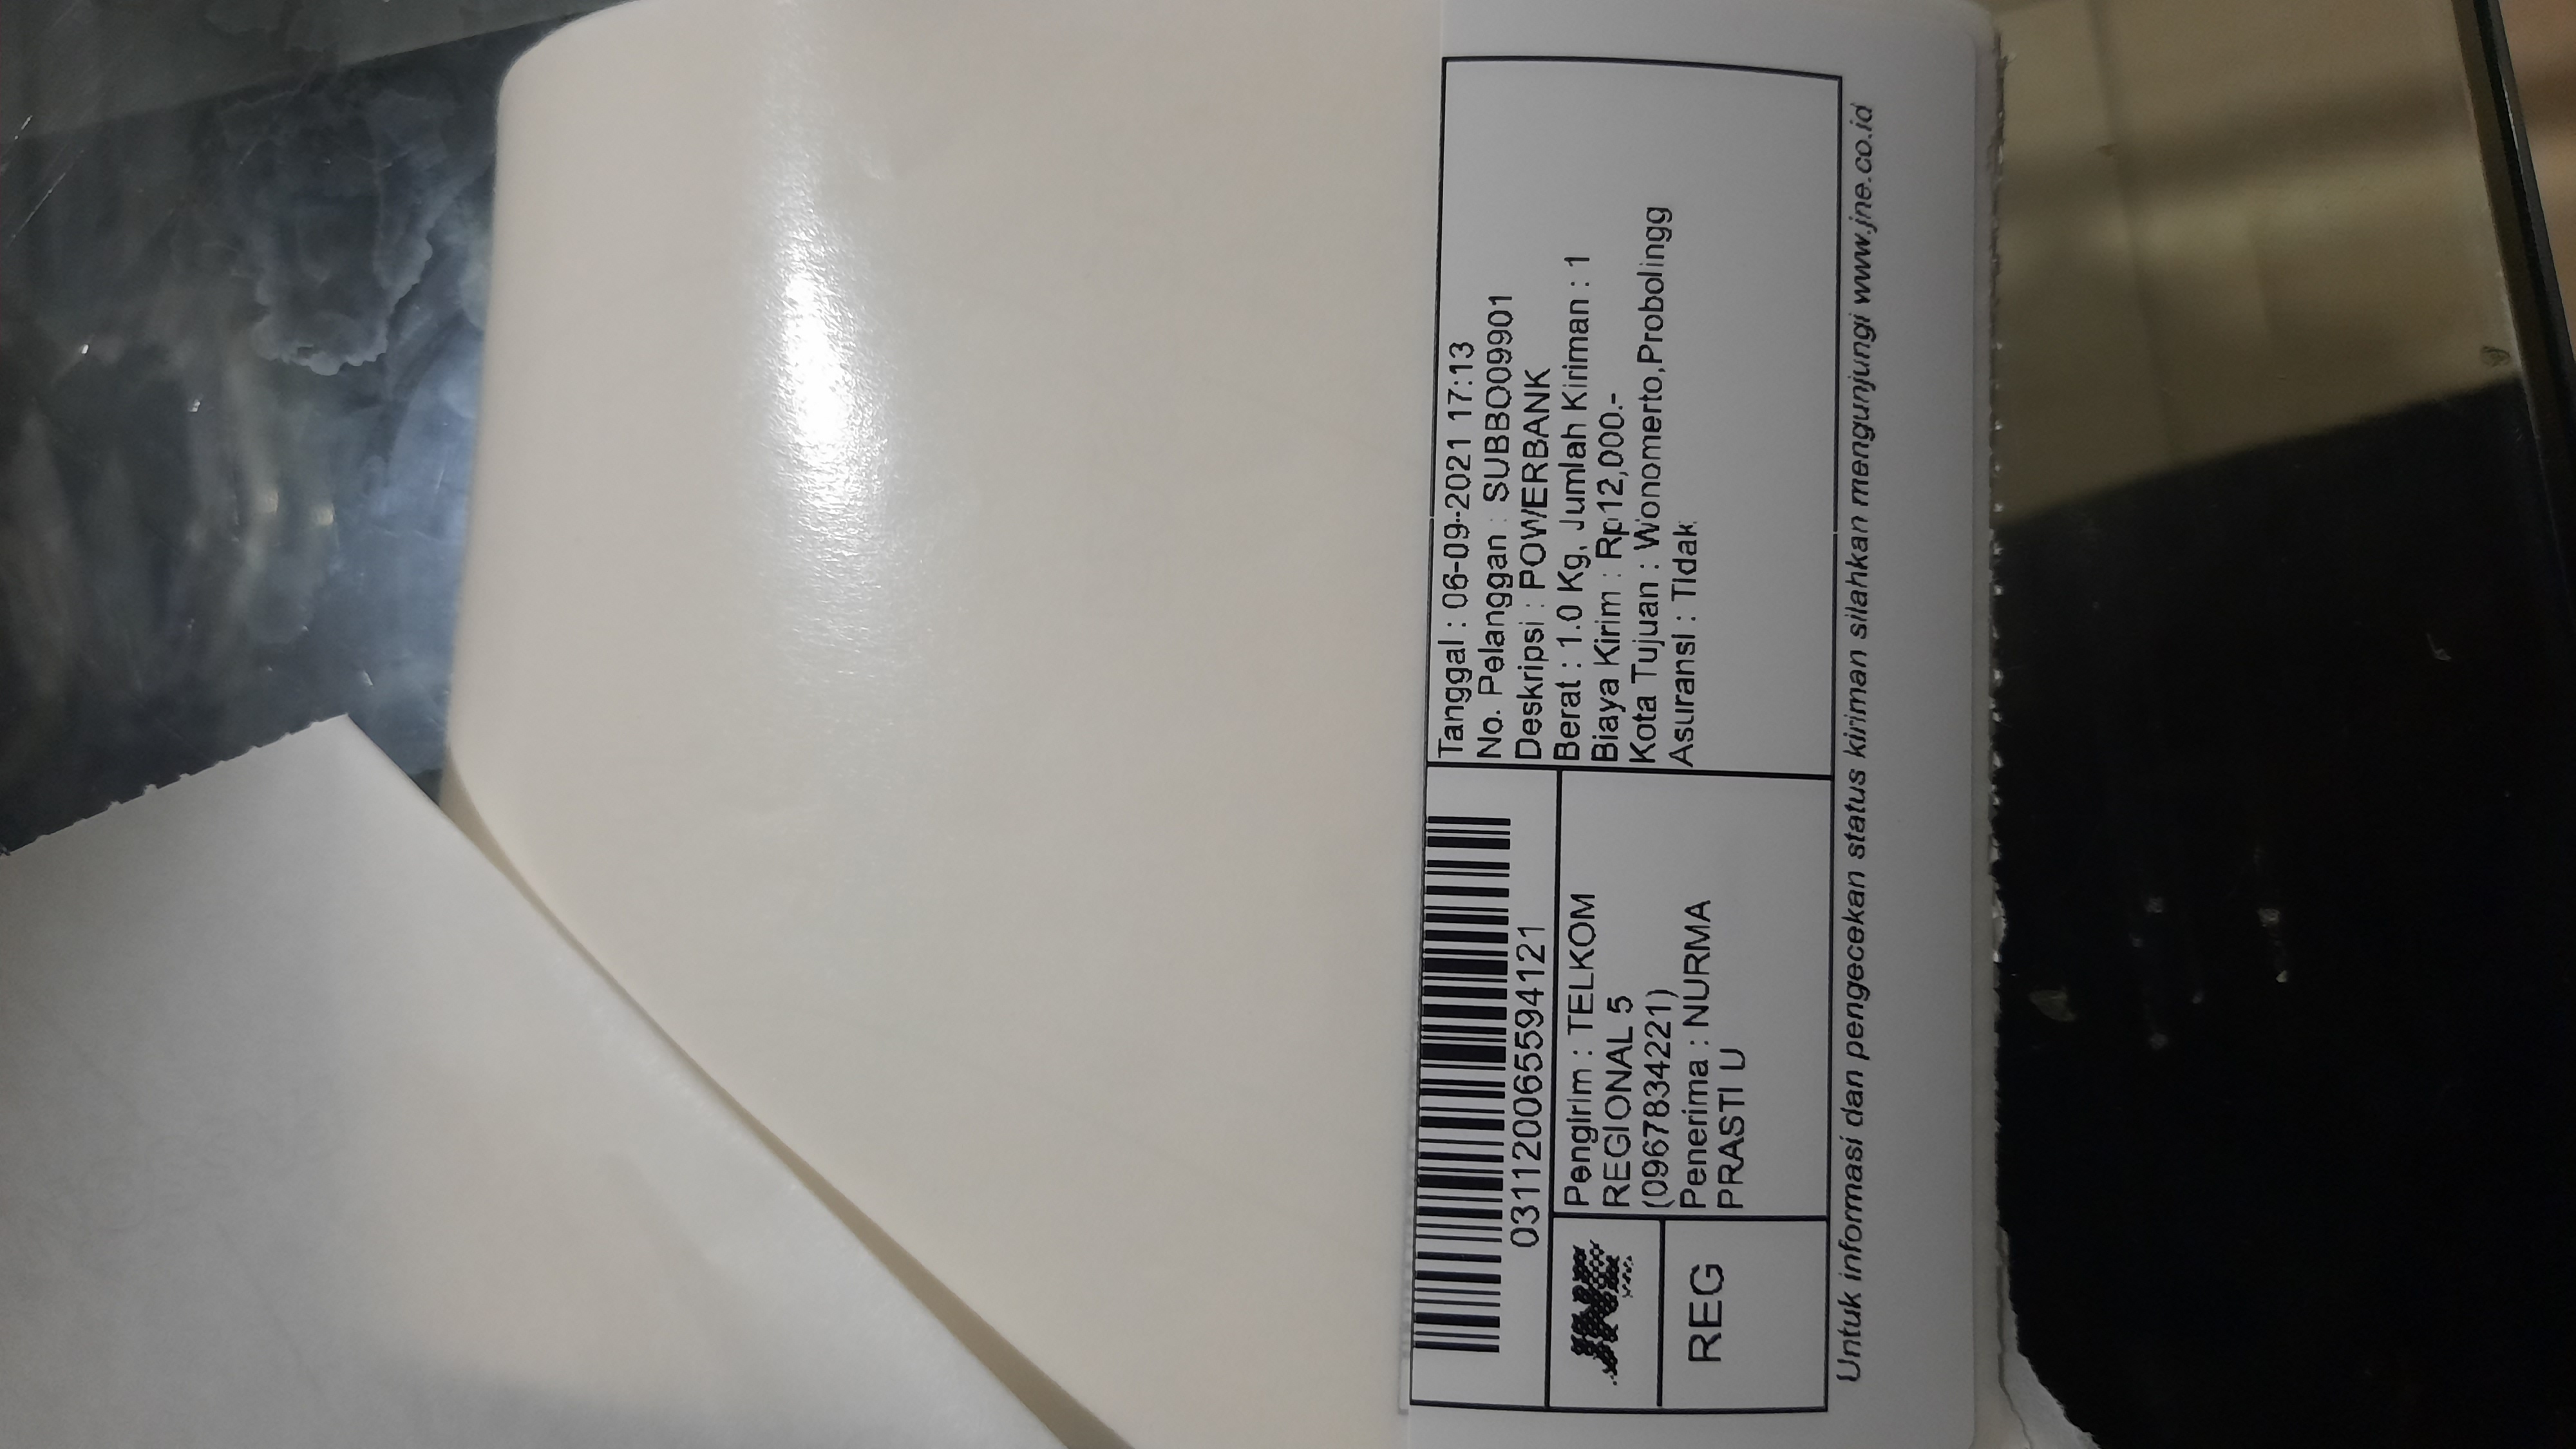 031120065594121
JNE
REG
Pengirim : TELKOM
REGIONAL 5
(0967834221)
Penerima : NURMA
PRASTI U
Tanggal : 06-09-2021 17:13
No. Pelanggan : SUBBO09901
Deskripsi : POWERBANK
Berat : 1.0 Kg, Jumlah Kiriman : 1
Biaya Kirim : Rp12,000.-
Kota Tujuan : Wonomerto,Probolingg
Asuransi : Tidak
Untuk informasi dan pengecekan status kiriman silahkan mengunjungi www.jne.co.id